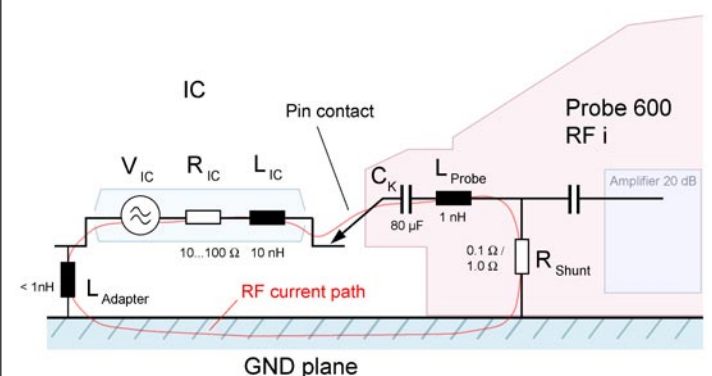 IC
Pin contact
Probe 600
RF i
V IC
R IC
L IC
C K
L Probe
Amplifier 20 dB
80 µF
1 nH
10...100 Ω
10 nH
0.1 Ω /
1.0 Ω
R Shunt
< 1nH
L Adapter
RF current path
GND plane